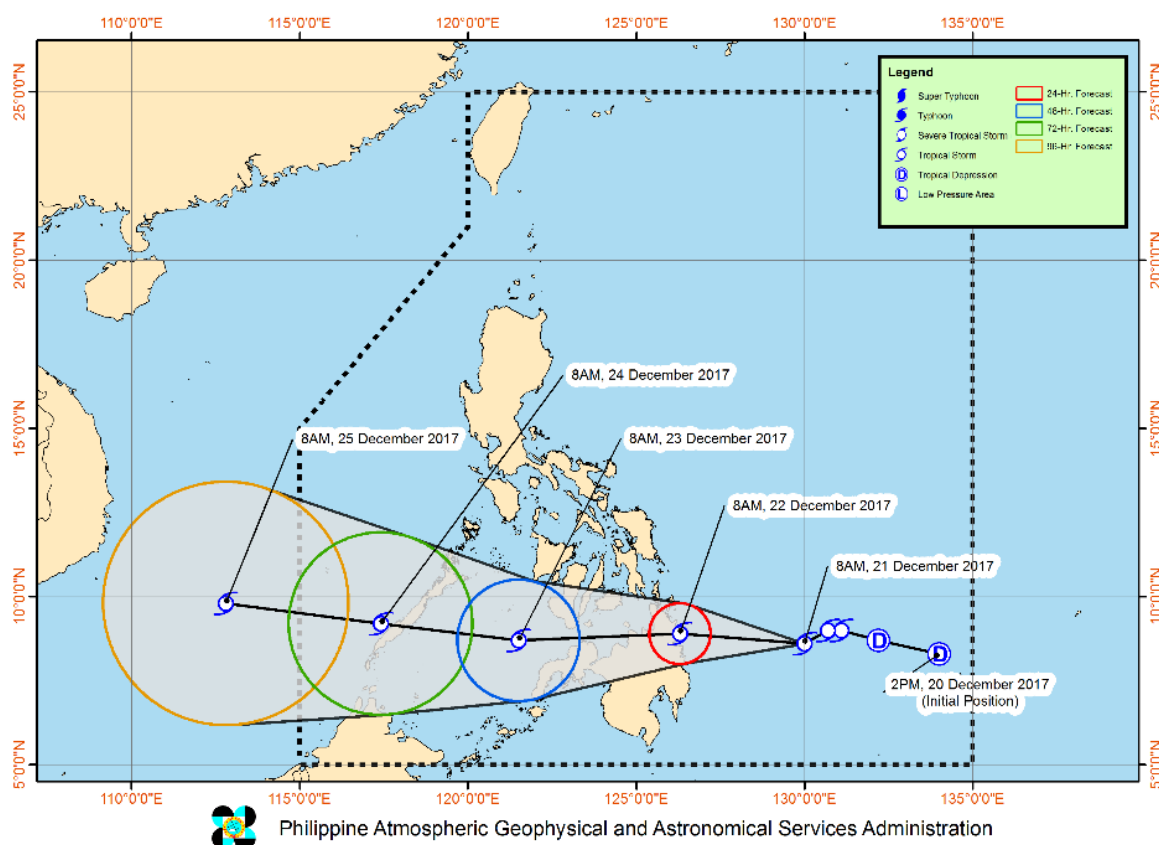 110°0'0"E 115°0'0"E 120°0'0"E 125°0'0"E 130°0'0"E 135°0'0"E
25°0'0"N 25°0'0"N
Legend
Super Typhoon
Typhoon
Severe Tropical Storm
Tropical Storm
Tropical Depression
Low Pressure Area
24-Hr. Forecast
48-Hr. Forecast
72-Hr. Forecast
96-Hr. Forecast
D
L
20°0'0"N 20°0'0"N
8AM, 24 December 2017
15°0'0"N 15°0'0"N
8AM, 25 December 2017
8AM, 23 December 2017
8AM, 22 December 2017
8AM, 21 December 2017
10°0'0"N 10°0'0"N
D
D
2PM, 20 December 2017
(Initial Position)
5°0'0"N 5°0'0"N
110°0'0"E 115°0'0"E 120°0'0"E 125°0'0"E 130°0'0"E 135°0'0"E
Philippine Atmospheric Geophysical and Astronomical Services Administration